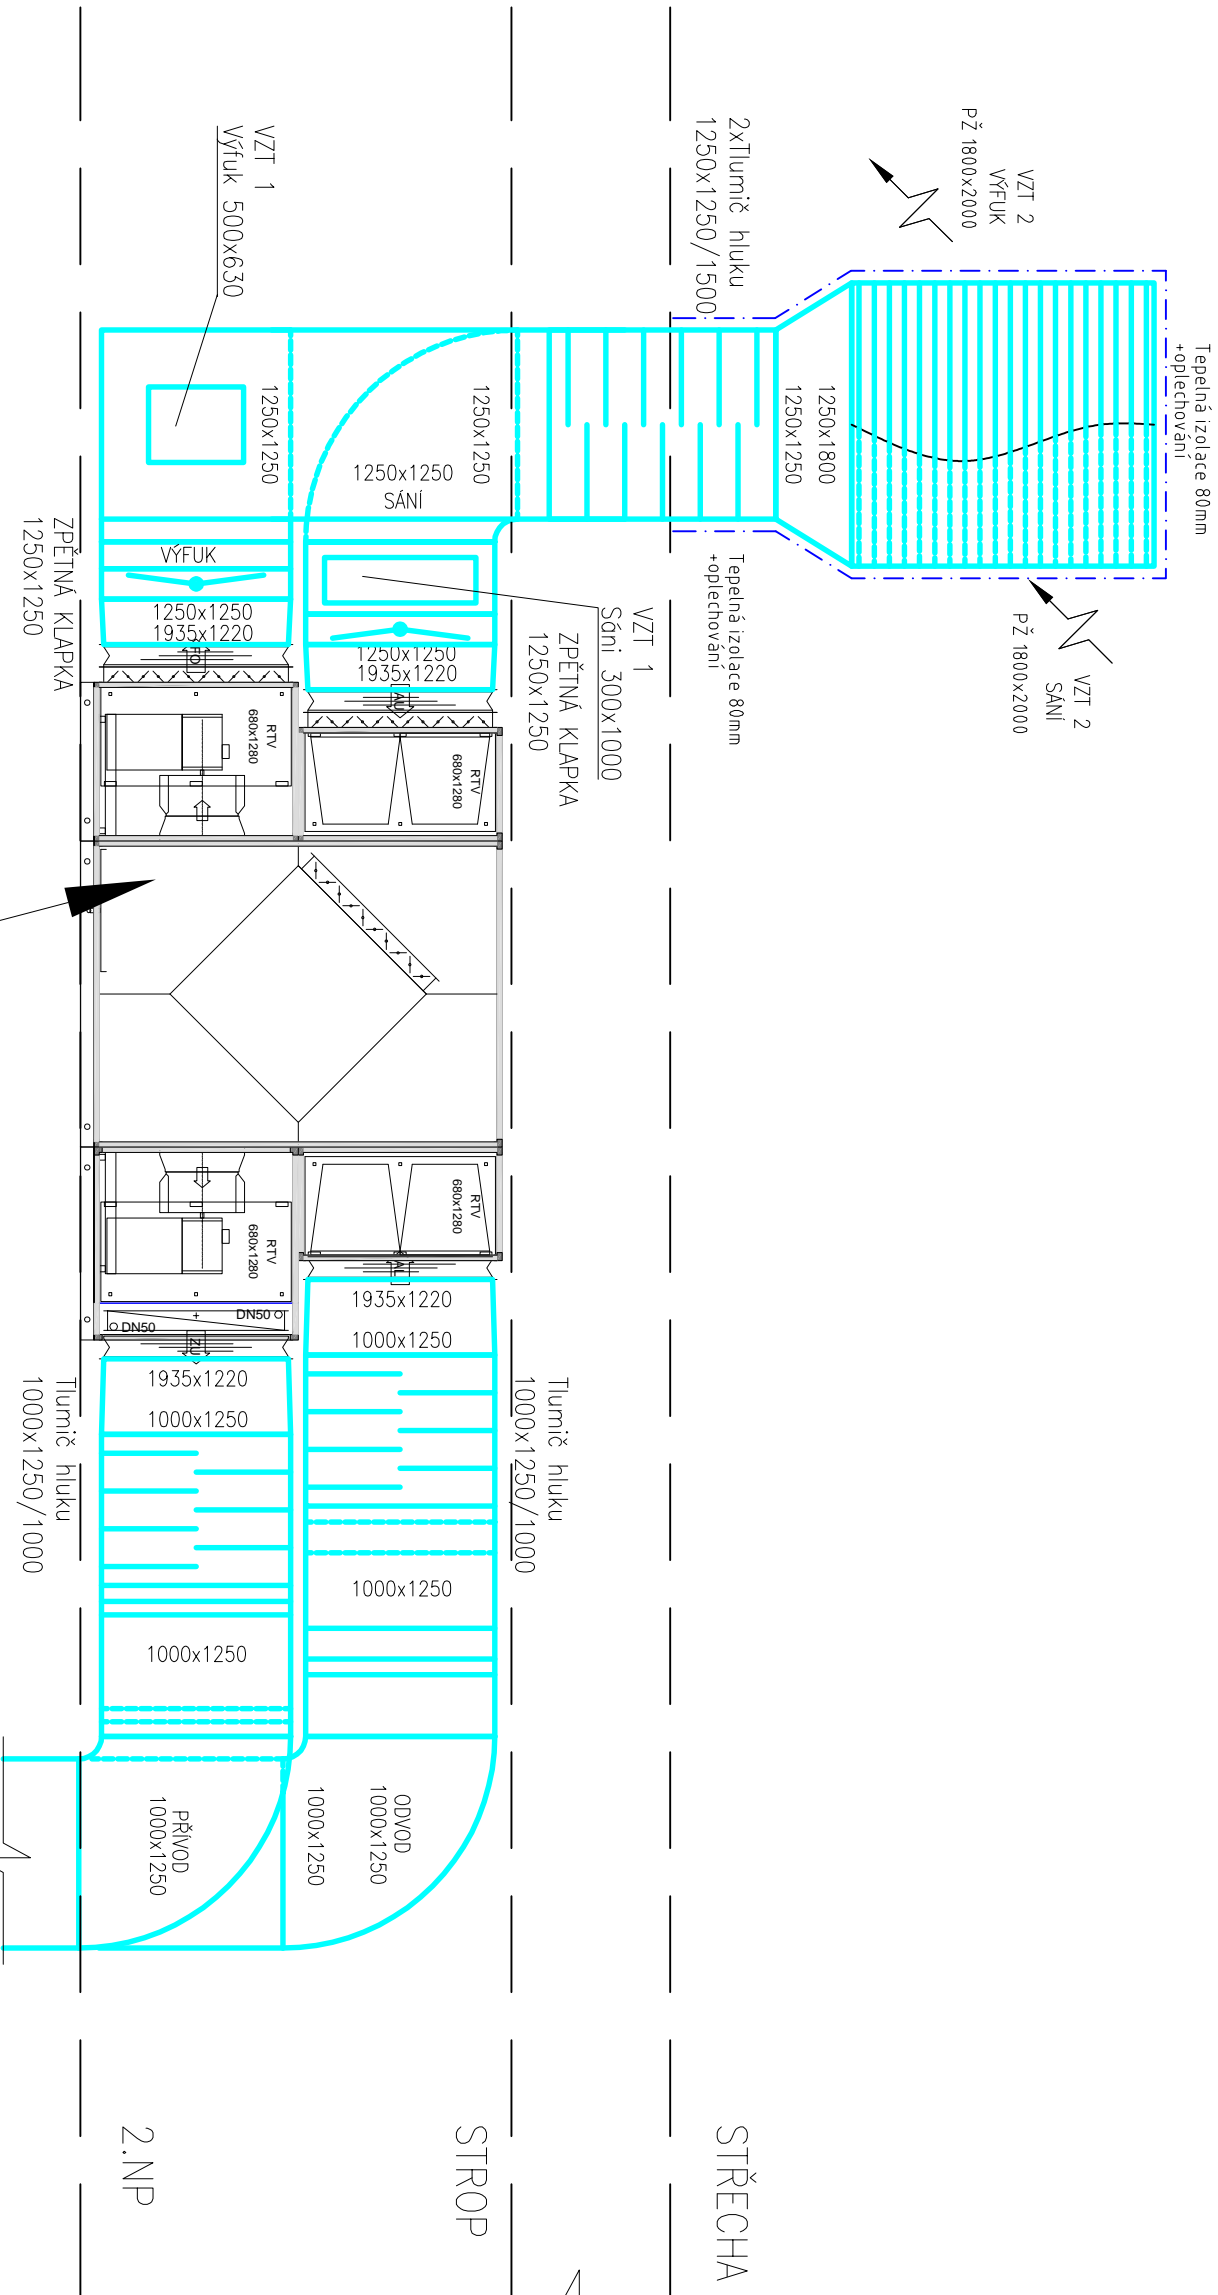 Tepelná izolace 80mm
+oplechování
VZT 2
VÝFUK
PŽ 1800x2000
VZT 2
SÁNÍ
PŽ 1800x2000
2xTlumič hluku
1250x1250/1500
1250x1800
1250x1250
Tepelná izolace 80mm
+oplechování
VZT 1
Výfuk 500x630
VZT 1
Sání 300x1000
1250x1250
1250x1250
SÁNÍ
1250x1250
ZPĚTNÁ KLAPKA
1250x1250
ZPĚTNÁ KLAPKA
1250x1250
VÝFUK
1250x1250
1935x1220
1250x1250
1935x1220
FO
AU
RTV
680x1280
RTV
680x1280
RTV
680x1280
RTV
680x1280
DN50
DN50
ZU
AL
1935x1220
1000x1250
1935x1220
1000x1250
Tlumič hluku
1000x1250/1000
Tlumič hluku
1000x1250/1000
1000x1250
1000x1250
ODVOD
1000x1250
1000x1250
PŘÍVOD
1000x1250
STŘECHA
STROP
2.NP